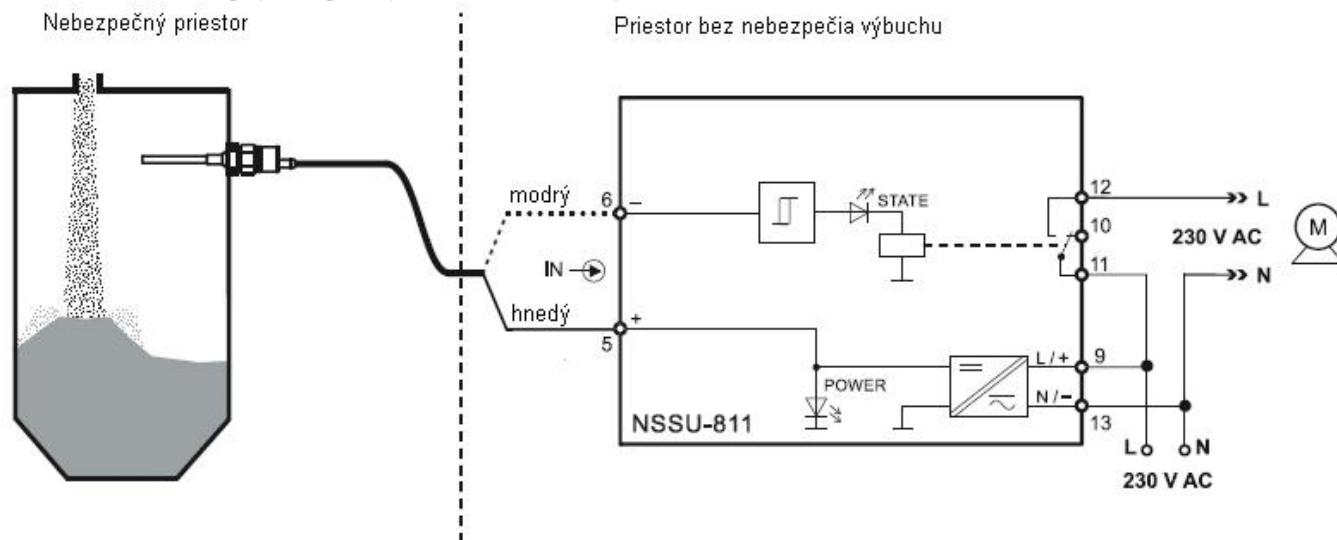 Nebezpečný priestor
Priestor bez nebezpečia výbuchu
modrý
6
–
STATE
12
L
10
230 V AC
M
IN
11
N
hnedý
+
5
L / +
9
POWER
N / –
13
NSSU-811
L
N
230 V AC